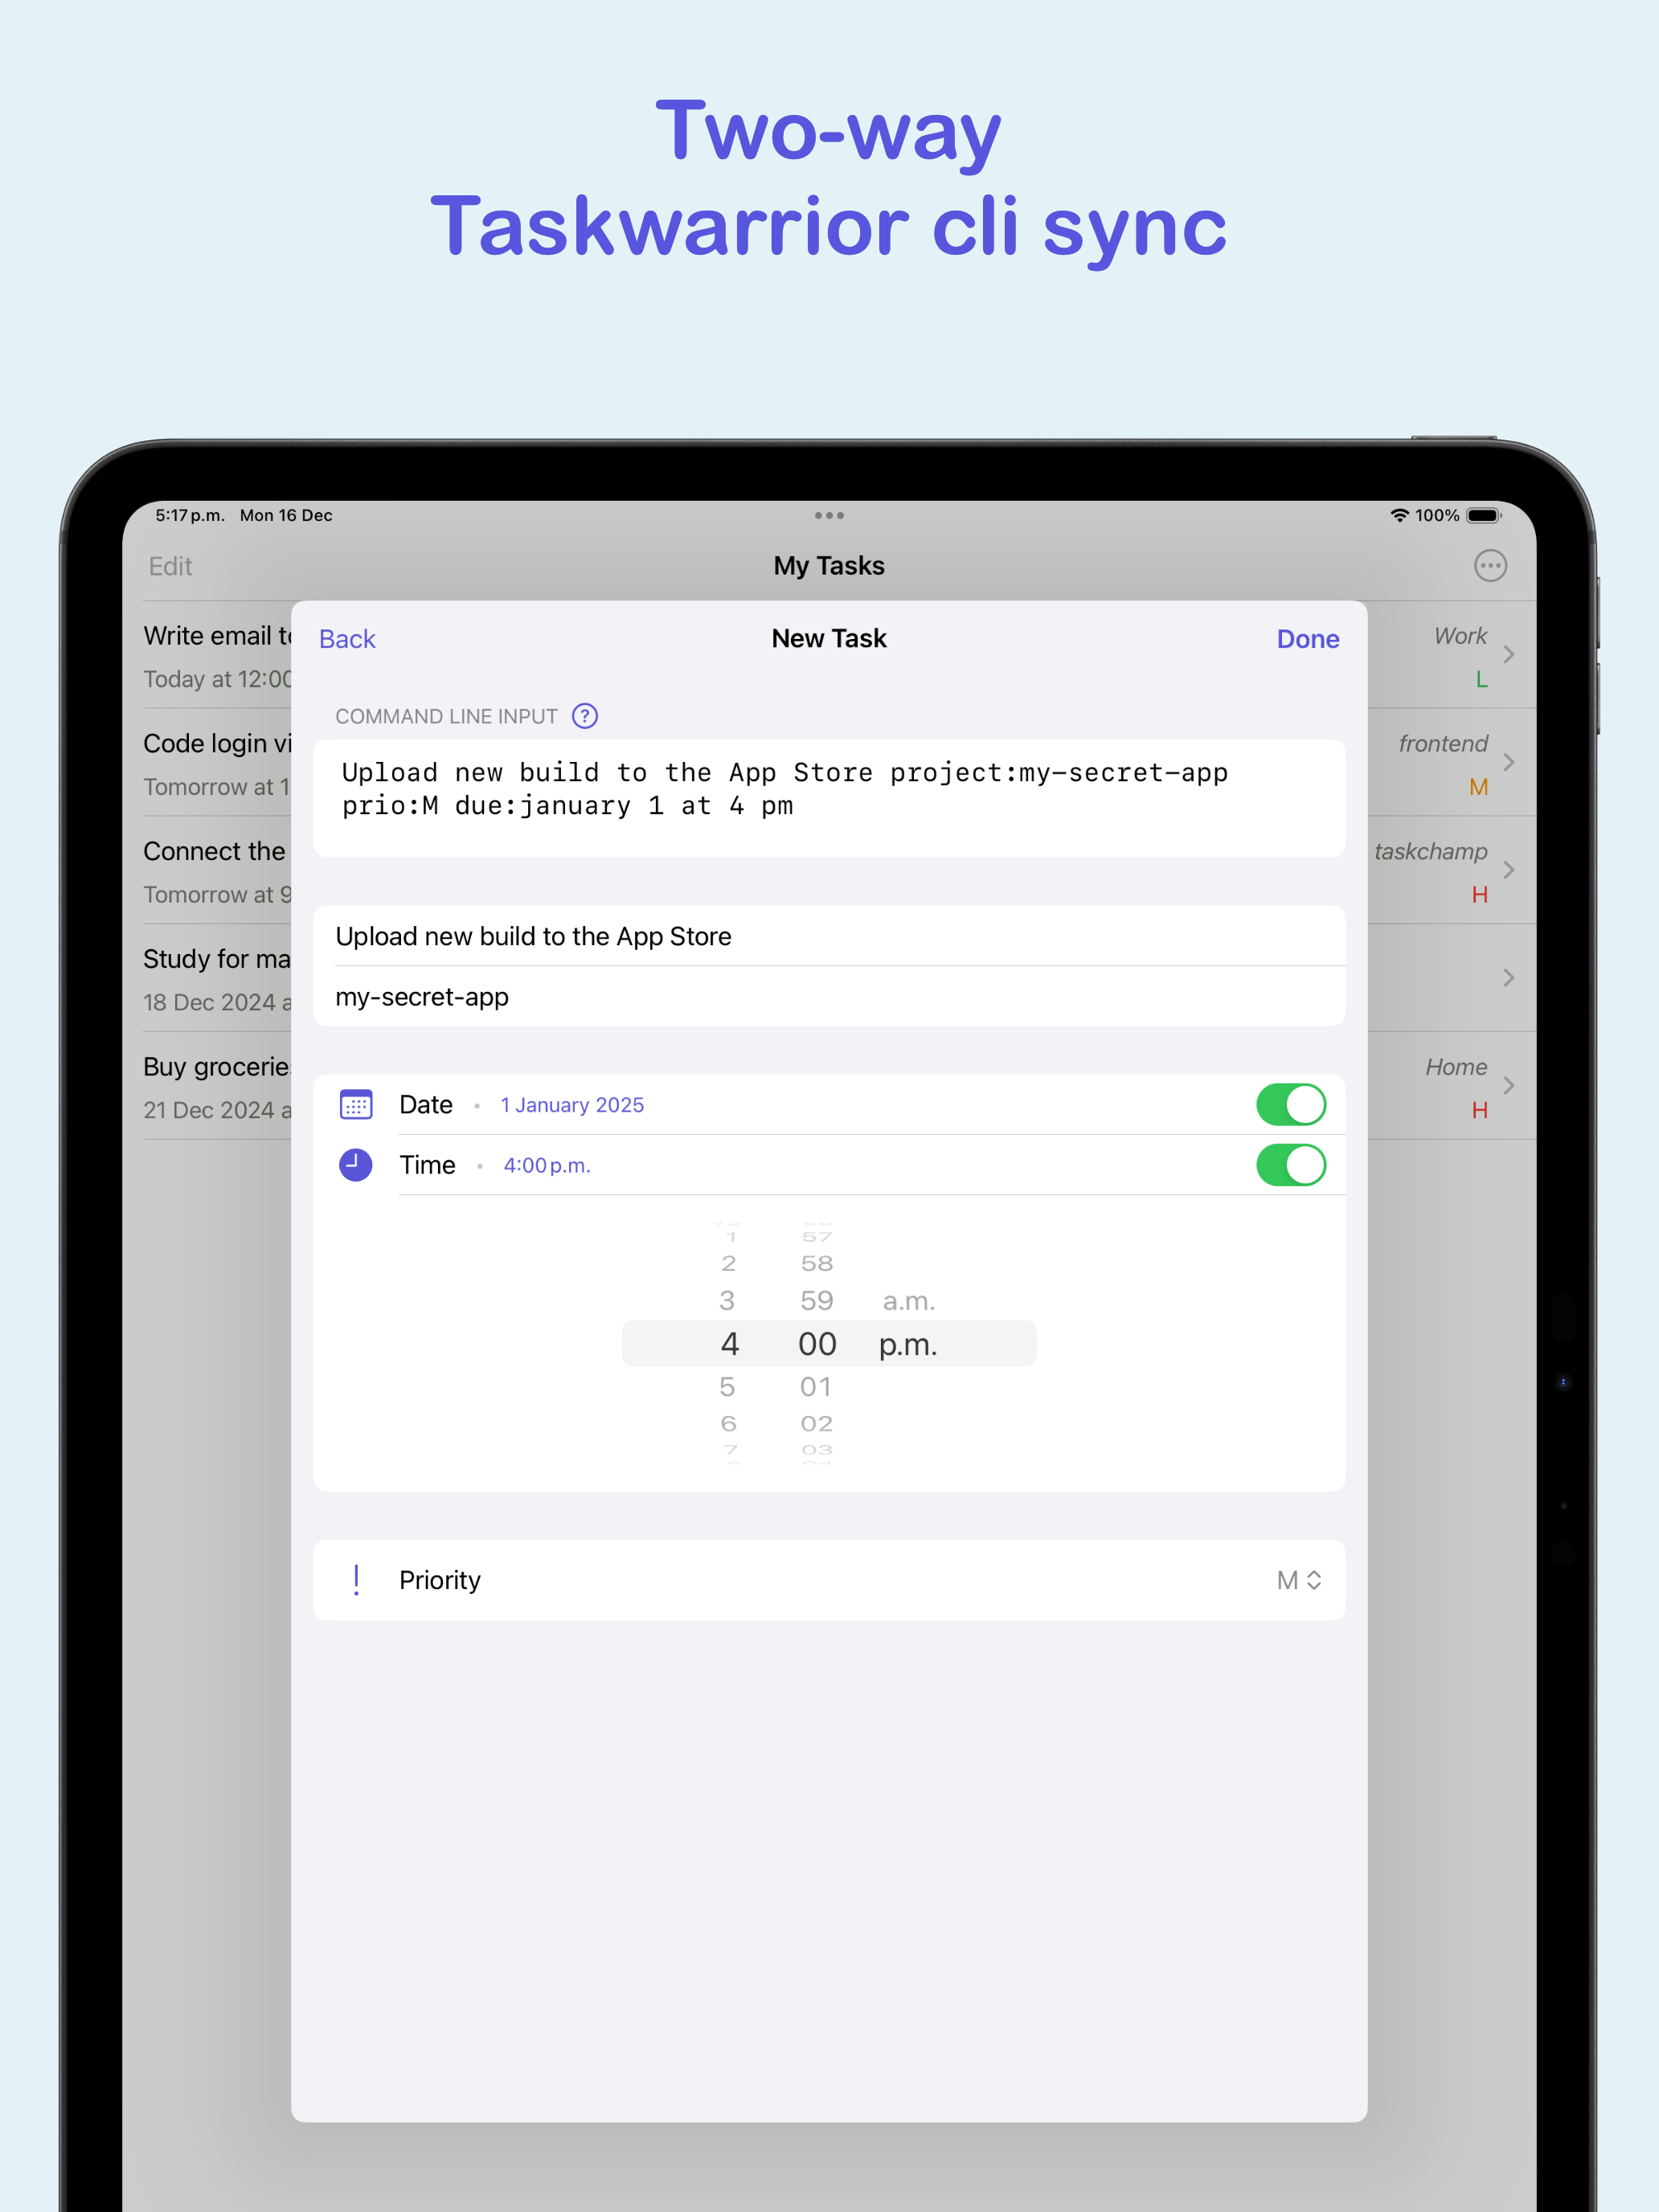 Two-way
Taskwarrior cli sync
5:17 p.m. Mon 16 Dec
100%
Edit
My Tasks
Write email
Today at 12:00
Work
L
Code login
Tomorrow at 1
frontend
M
Connect the
Tomorrow at 9
taskchamp
H
Study for
18 Dec 2024
Buy groceries
21 Dec 2024
Home
H
Back
New Task
Done
COMMAND LINE INPUT ?
Upload new build to the App Store project:my-secret-app
prio:M due:january 1 at 4 pm
Upload new build to the App Store
my-secret-app
Date • 1 January 2025
Time • 4:00 p.m.
1 57
2 58
3 59 a.m.
4 00 p.m.
5 01
6 02
7 03
Priority
M